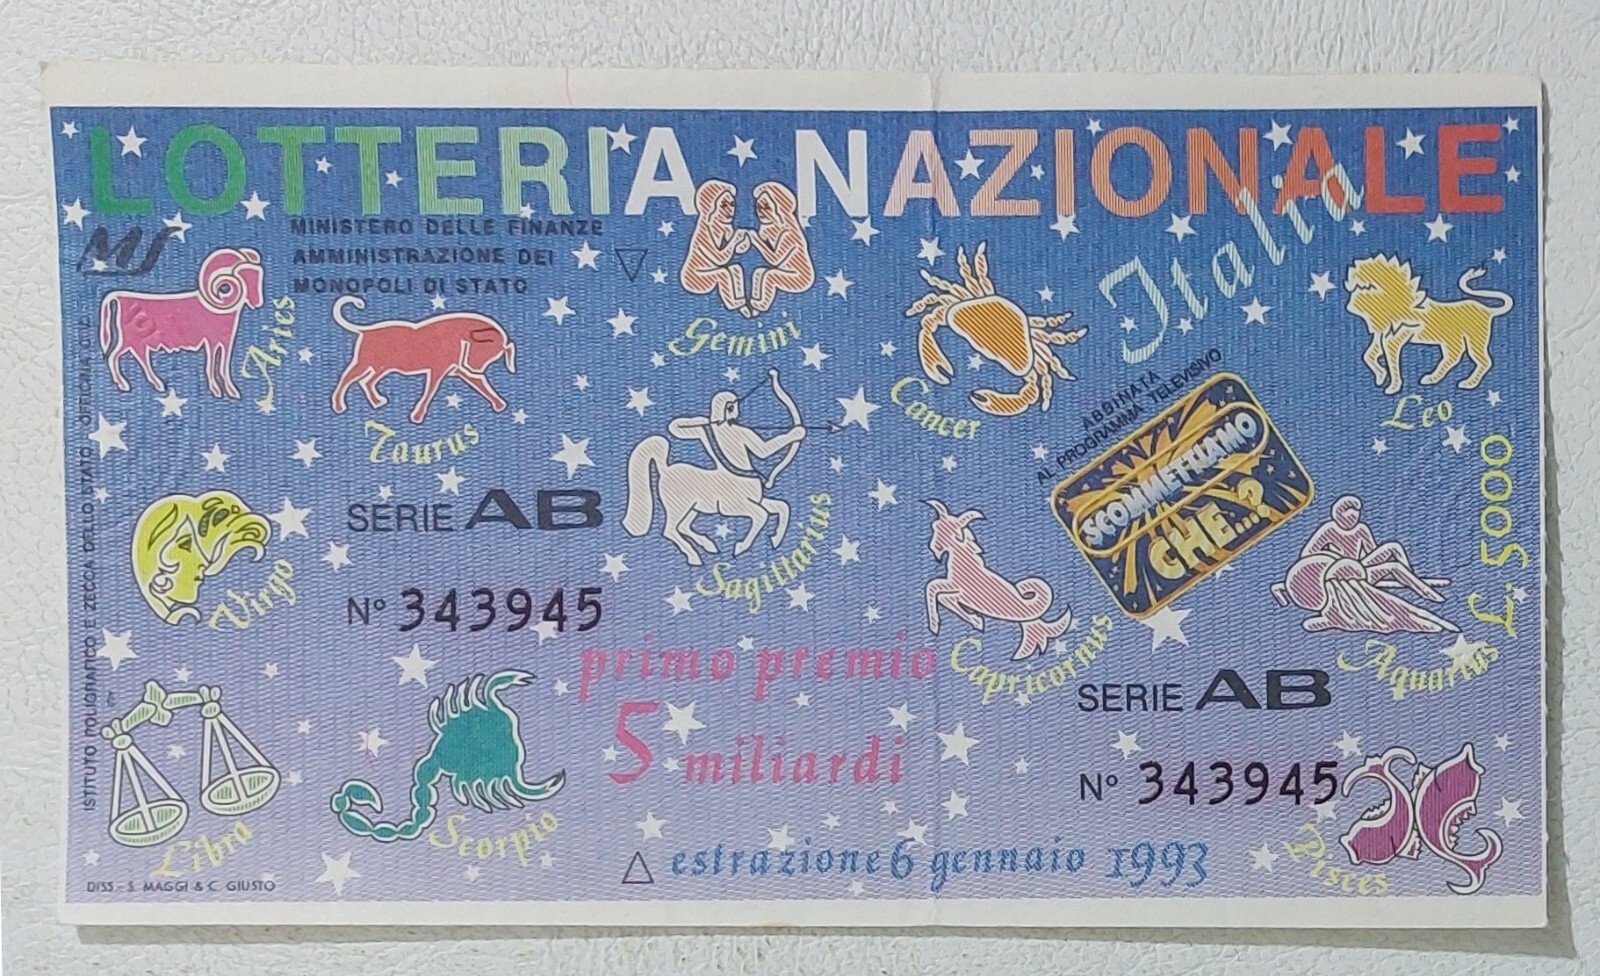 LOTTERIA NAZIONALE
Italia
MS
MINISTERO DELLE FINANZE
AMMINISTRAZIONE DEI
MONOPOLI DI STATO
Aries
Taurus
Gemini
Cancer
Leo
ABBINATA
AL PROGRAMMA TELEVISIVO
SCOMMETTIAMO
CHE...?
L. 5000
Virgo
SERIE AB
N° 343945
Sagittarius
Capricornus
Aquarius
primo premio
5 miliardi
SERIE AB
N° 343945
Libra
Scorpio
Pisces
estrazione 6 gennaio 1993
DISS - S. MAGGI & C. GIUSTO
ISTITUTO POLIGRAFICO E ZECCA DELLO STATO OFFICINA